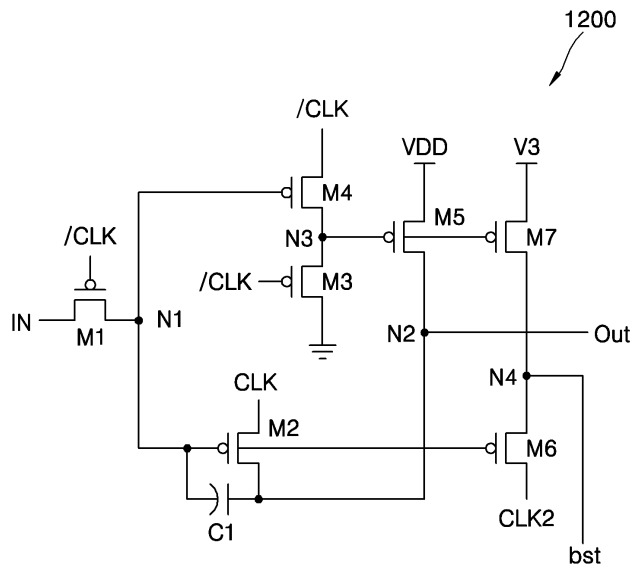 1200
/CLK
VDD
V3
M4
M5
M7
/CLK
N3
/CLK
M3
IN
M1
N1
N2
Out
CLK
N4
M2
M6
C1
CLK2
bst